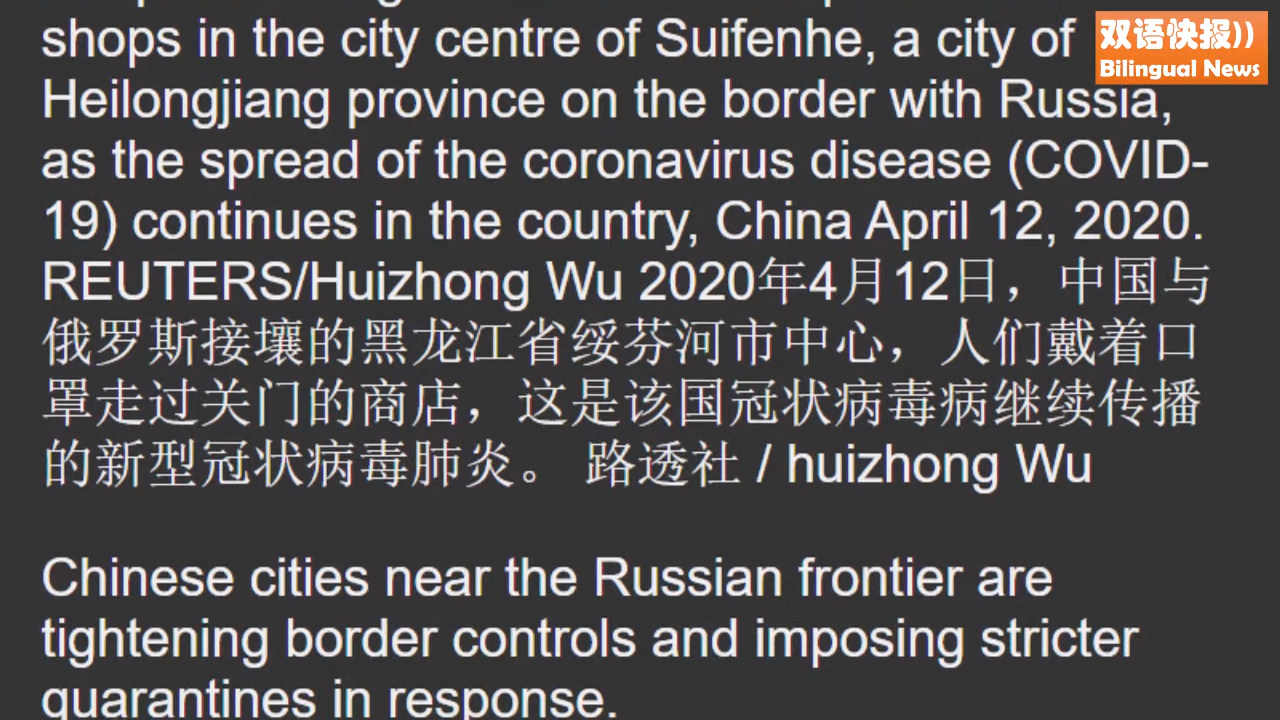 shops in the city centre of Suifenhe, a city of
双语快报))
Bilingual News
Heilongjiang province on the border with Russia,
as the spread of the coronavirus disease (COVID-
19) continues in the country, China April 12, 2020.
REUTERS/Huizhong Wu 2020年4月12日，中国与
俄罗斯接壤的黑龙江省绥芬河市中心，人们戴着口
罩走过关门的商店，这是该国冠状病毒病继续传播
的新型冠状病毒肺炎。 路透社 / huizhong Wu
Chinese cities near the Russian frontier are
tightening border controls and imposing stricter
quarantines in response.